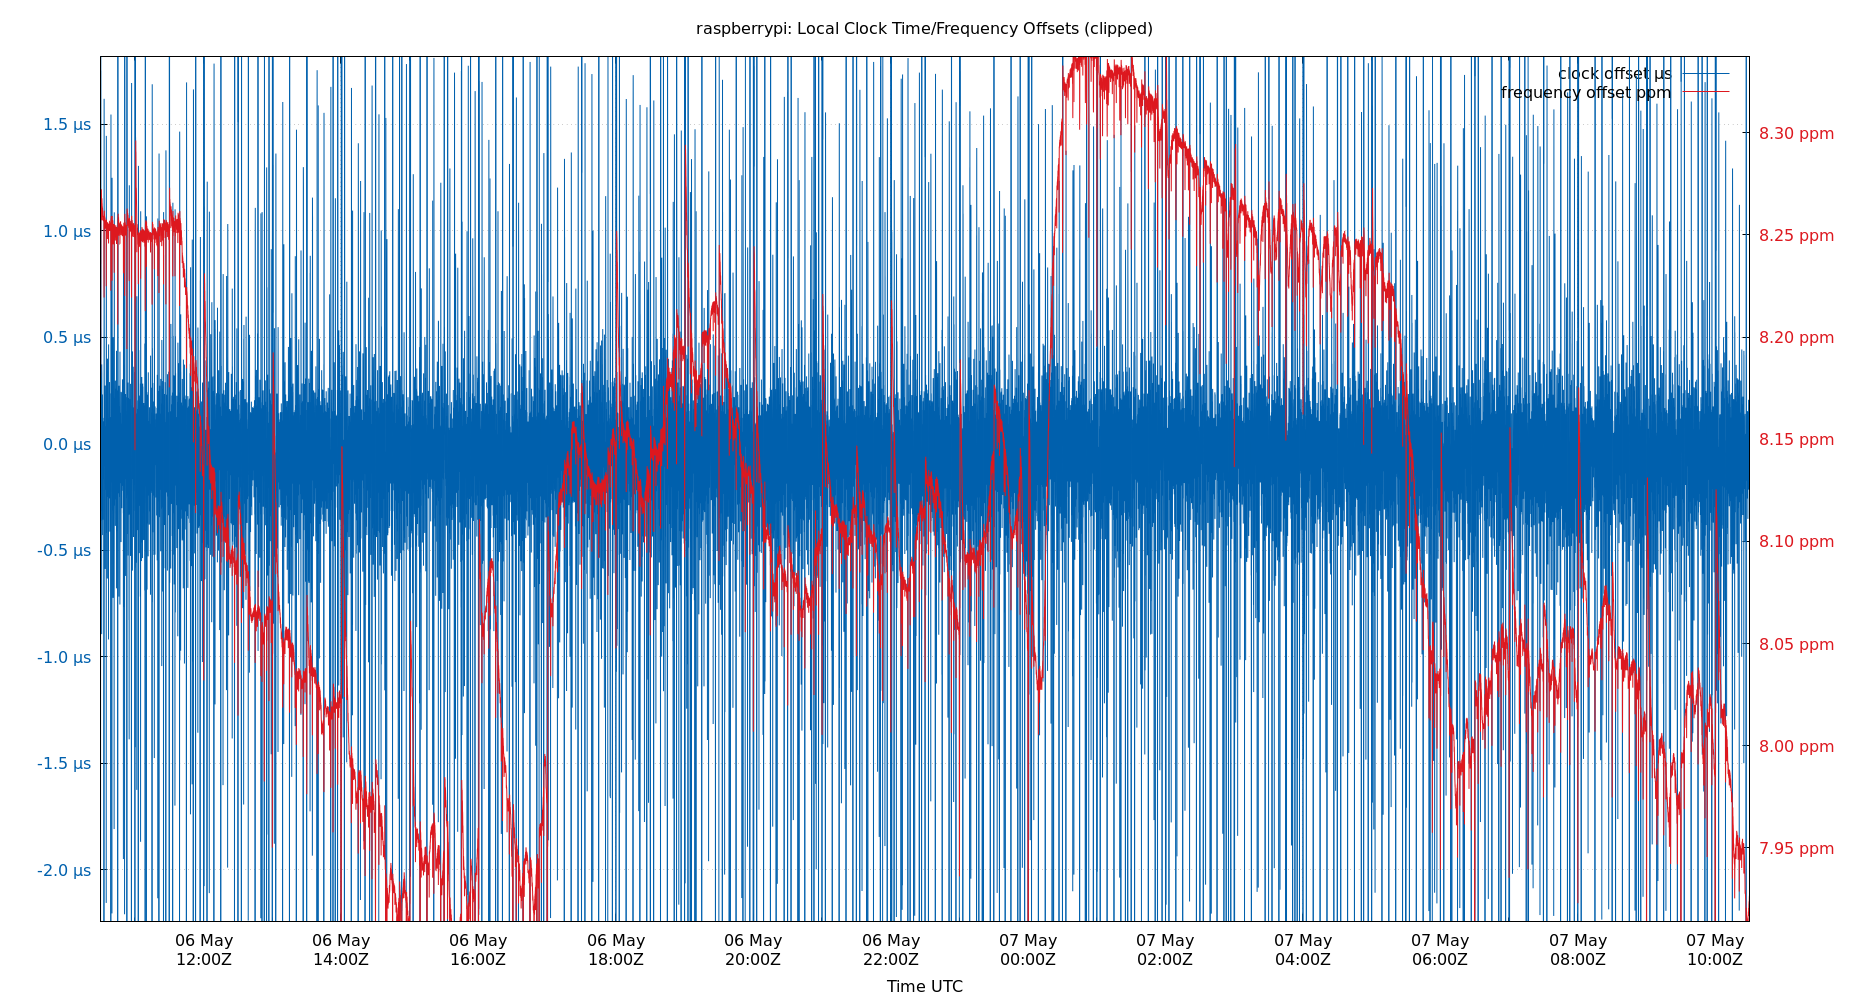 raspberrypi: Local Clock Time/Frequency Offsets (clipped)
clock offset µs
frequency offset ppm
1.5 µs
1.0 µs
0.5 µs
0.0 µs
-0.5 µs
-1.0 µs
-1.5 µs
-2.0 µs
8.30 ppm
8.25 ppm
8.20 ppm
8.15 ppm
8.10 ppm
8.05 ppm
8.00 ppm
7.95 ppm
06 May 06 May 06 May 06 May 06 May 06 May 07 May 07 May 07 May 07 May 07 May 07 May
12:00Z 14:00Z 16:00Z 18:00Z 20:00Z 22:00Z 00:00Z 02:00Z 04:00Z 06:00Z 08:00Z 10:00Z
Time UTC